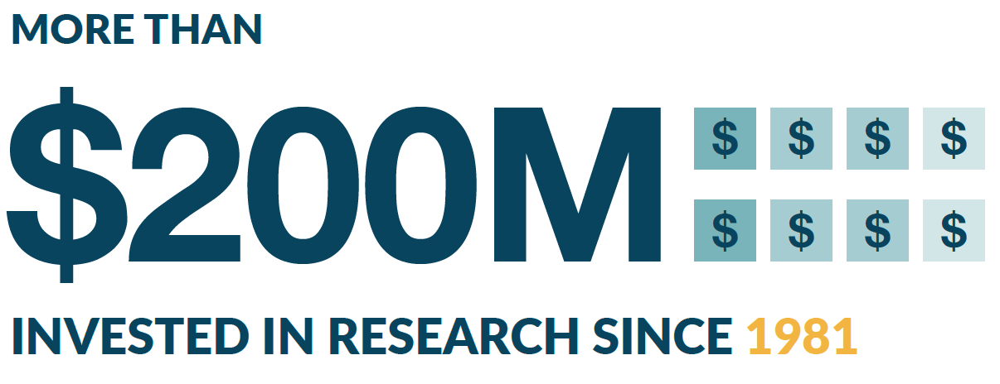 MORE THAN
$200M
$ $ $ $
$ $ $ $
INVESTED IN RESEARCH SINCE 1981